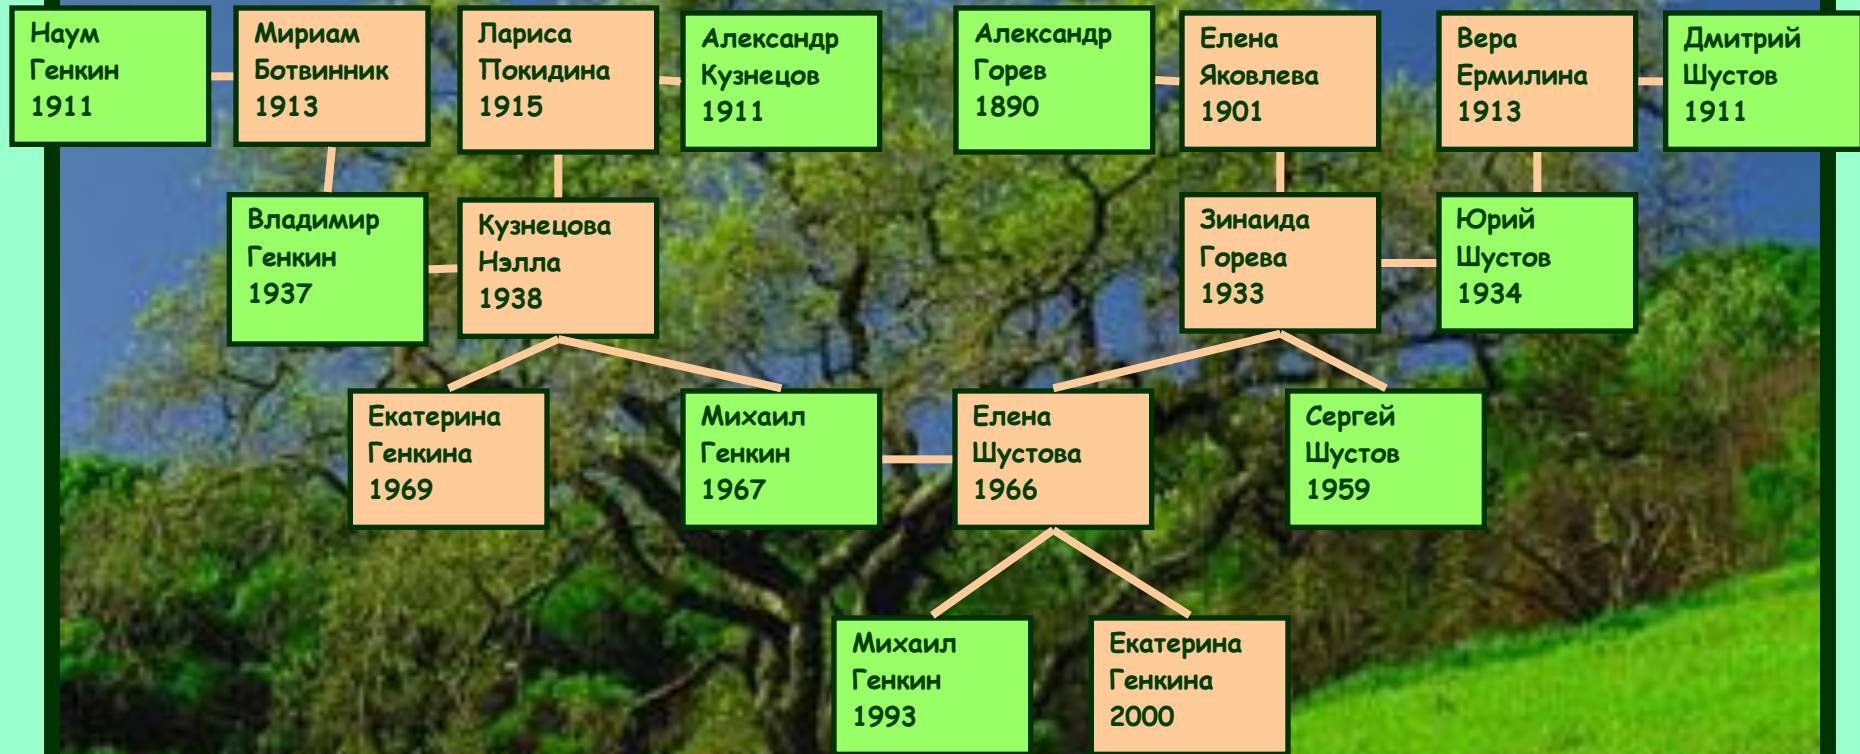 Наум
Генкин
1911
Мириам
Ботвинник
1913
Лариса
Покидина
1915
Александр
Кузнецов
1911
Александр
Горев
1890
Елена
Яковлева
1901
Вера
Ермилина
1913
Дмитрий
Шустов
1911
Владимир
Генкин
1937
Кузнецова
Нэлла
1938
Зинаида
Горева
1933
Юрий
Шустов
1934
Екатерина
Генкина
1969
Михаил
Генкин
1967
Елена
Шустова
1966
Сергей
Шустов
1959
Михаил
Генкин
1993
Екатерина
Генкина
2000